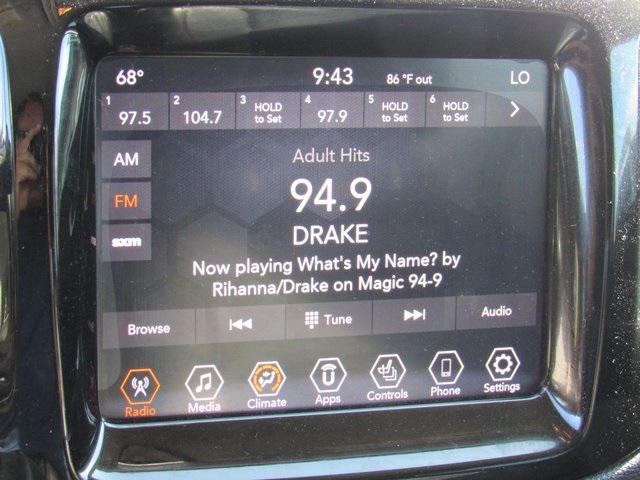 68° 9:43 86 °F out LO
1 97.5 2 104.7 3 HOLD to Set 4 97.9 5 HOLD to Set 6 HOLD to Set
AM
Adult Hits
FM
94.9
sxm
DRAKE
Now playing What's My Name? by
Rihanna/Drake on Magic 94-9
Browse Tune Audio
Radio Media Climate Apps Controls Phone Settings